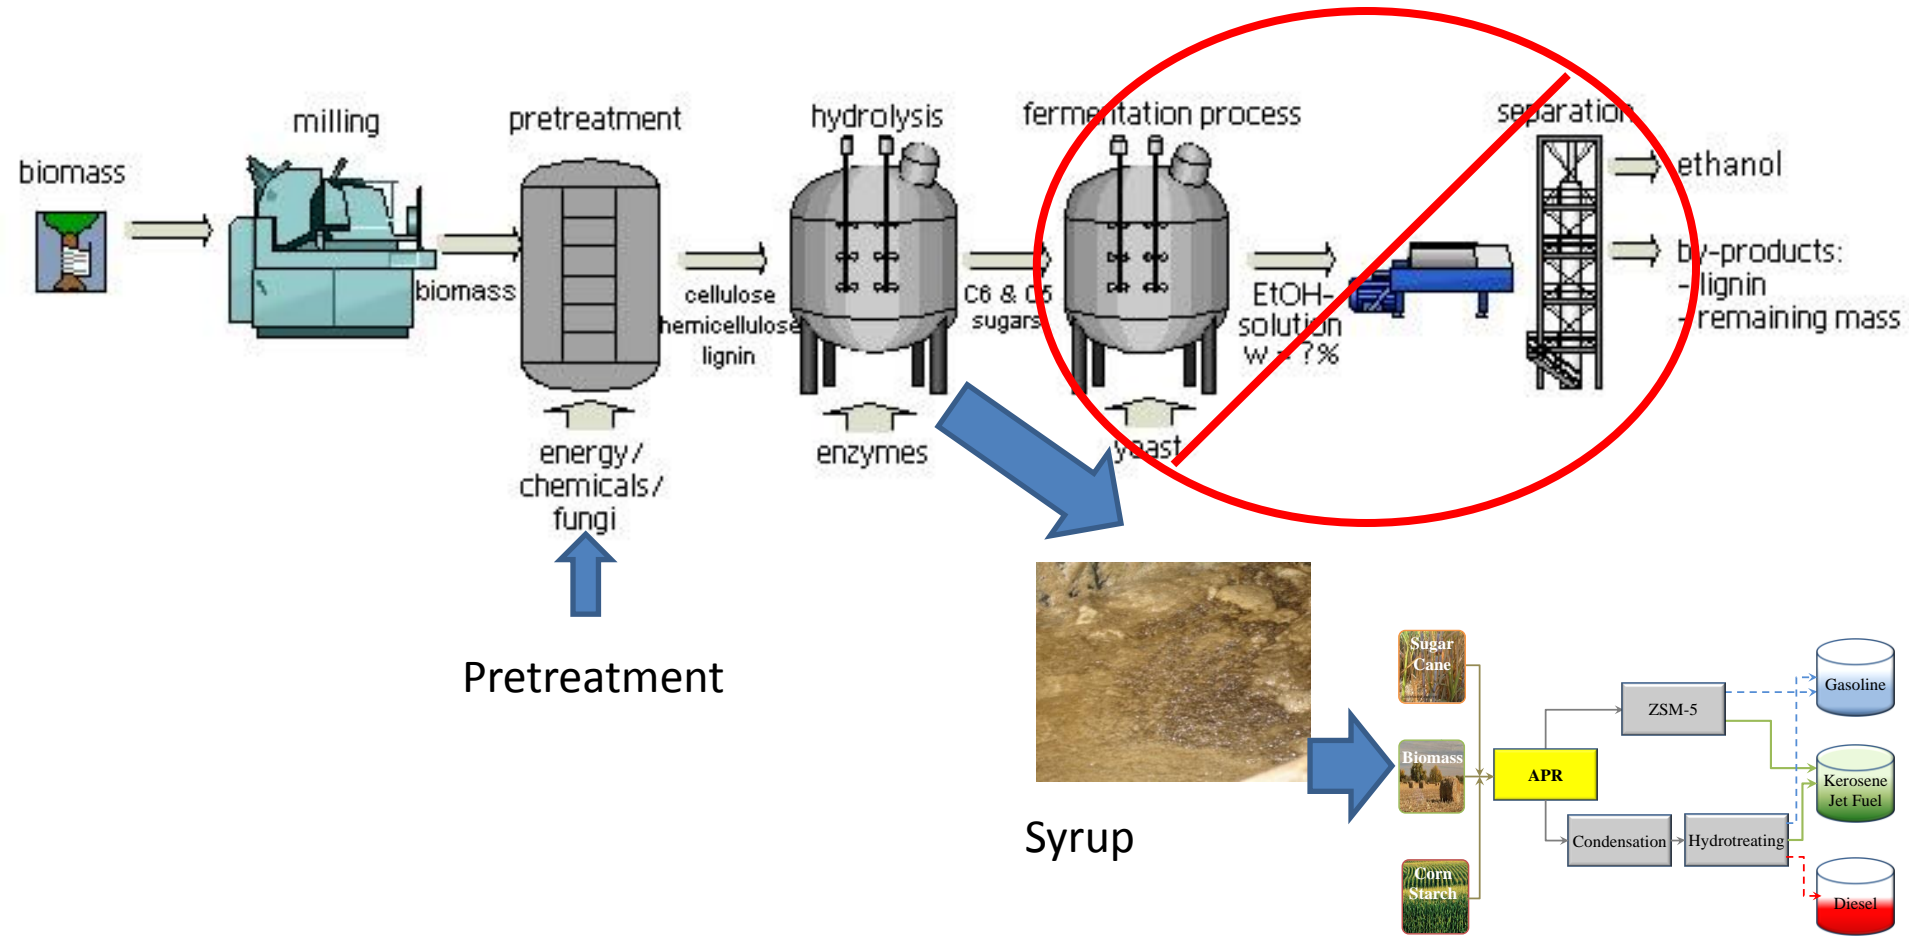 biomass
milling
biomass
pretreatment
energy/
chemicals/
fungi
Pretreatment
cellulose
hemicellulose
lignin
hydrolysis
enzymes
C6 & C5
sugars
fermentation process
yeast
EtOH-
solution
W = ?%
separation
ethanol
by-products:
- lignin
- remaining mass
Syrup
Sugar
Cane
Biomass
Corn
Starch
APR
ZSM-5
Condensation
Hydrotreating
Gasoline
Kerosene
Jet Fuel
Diesel